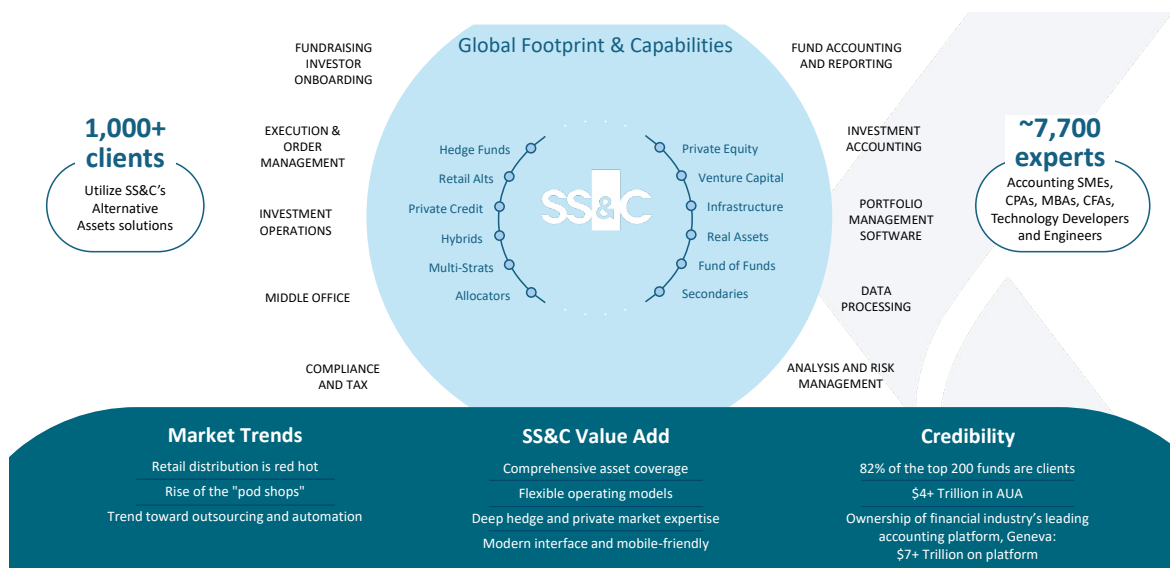 Global Footprint & Capabilities
FUNDRAISING
INVESTOR
ONBOARDING
EXECUTION &
ORDER
MANAGEMENT
INVESTMENT
OPERATIONS
MIDDLE OFFICE
COMPLIANCE
AND TAX
1,000+
clients
Utilize SS&C’s
Alternative
Assets solutions
Hedge Funds
Retail Alts
Private Credit
Hybrids
Multi-Strats
Allocators
SS&C
Private Equity
Venture Capital
Infrastructure
Real Assets
Fund of Funds
Secondaries
FUND ACCOUNTING
AND REPORTING
INVESTMENT
ACCOUNTING
PORTFOLIO
MANAGEMENT
SOFTWARE
DATA
PROCESSING
ANALYSIS AND RISK
MANAGEMENT
~7,700
experts
Accounting SMEs,
CPAs, MBAs, CFAs,
Technology Developers
and Engineers
Market Trends
Retail distribution is red hot
Rise of the "pod shops"
Trend toward outsourcing and automation
SS&C Value Add
Comprehensive asset coverage
Flexible operating models
Deep hedge and private market expertise
Modern interface and mobile-friendly
Credibility
82% of the top 200 funds are clients
$4+ Trillion in AUA
Ownership of financial industry’s leading
accounting platform, Geneva:
$7+ Trillion on platform